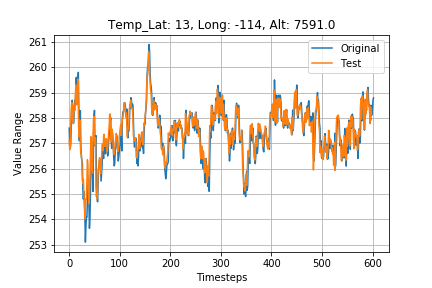 Temp_Lat: 13, Long: -114, Alt: 7591.0
Original
Test
Value Range
261
260
259
258
257
256
255
254
253
0 100 200 300 400 500 600
Timesteps